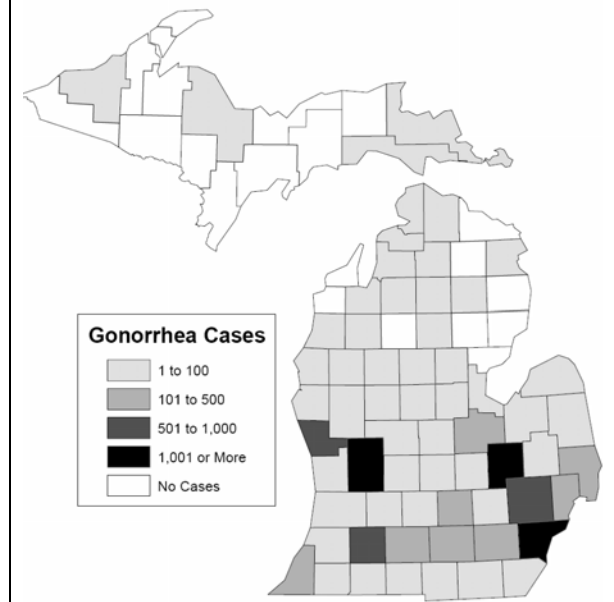 Gonorrhea Cases
1 to 100
101 to 500
501 to 1,000
1,001 or More
No Cases